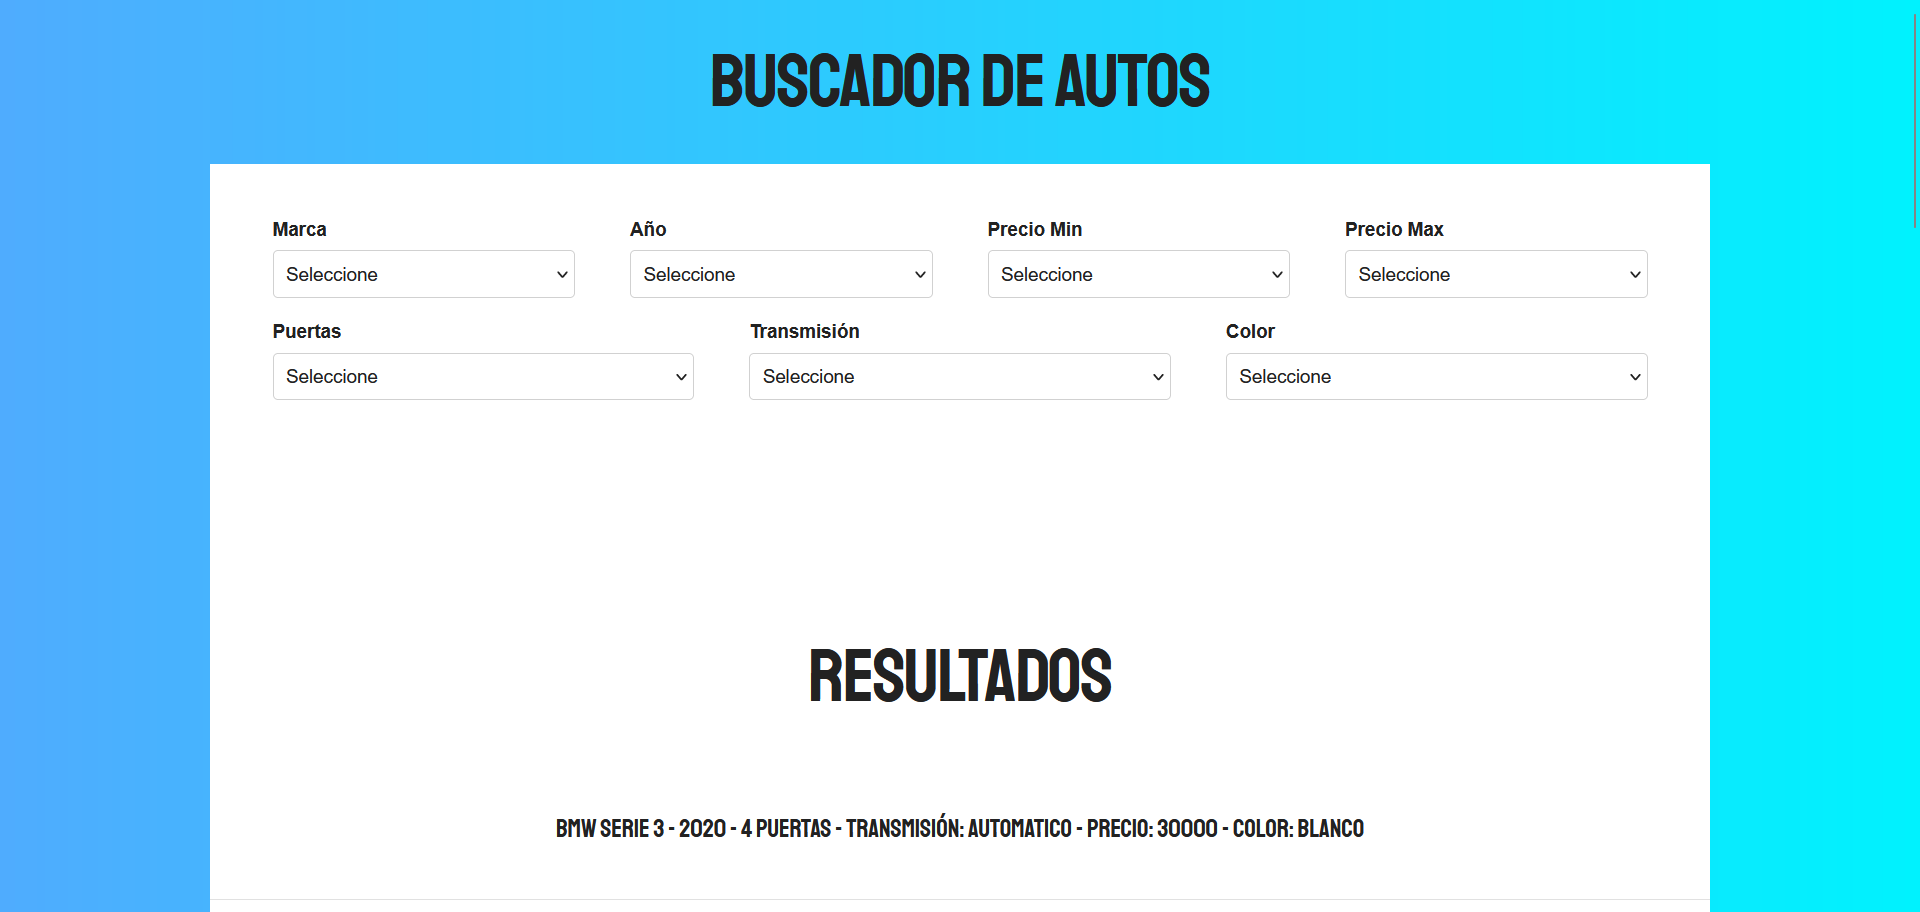 BUSCADOR DE AUTOS
Marca Año Precio Min Precio Max
Seleccione Seleccione Seleccione Seleccione
Puertas Transmisión Color
Seleccione Seleccione Seleccione
RESULTADOS
BMW SERIE 3 - 2020 - 4 PUERTAS - TRANSMISIÓN: AUTOMATICO - PRECIO: 30000 - COLOR: BLANCO